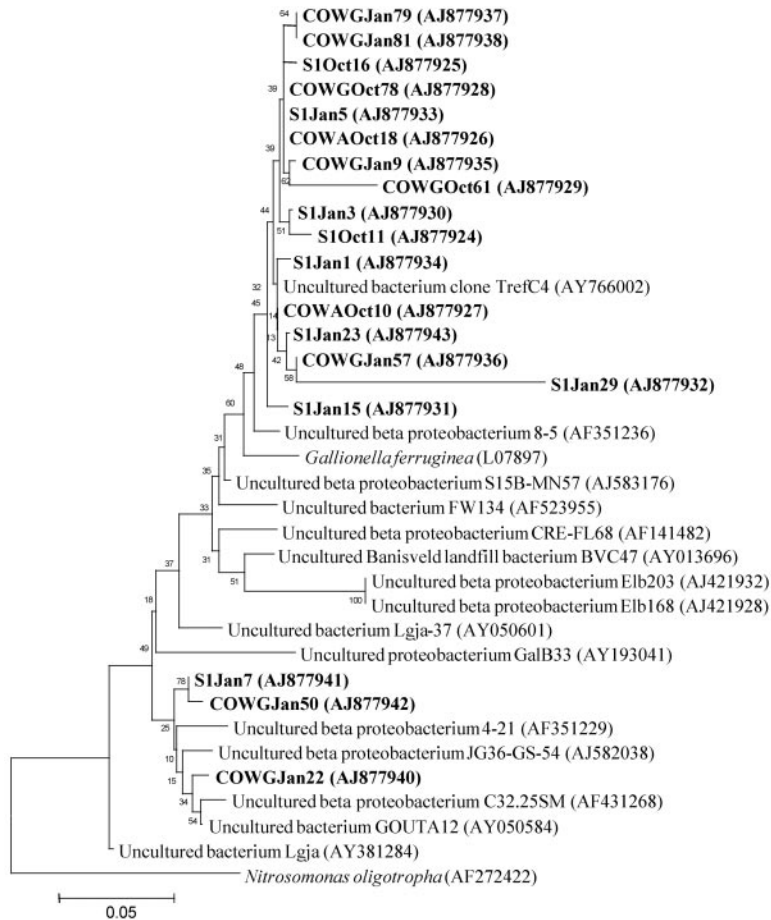 64
COWGJan79 (AJ877937)
COWGJan81 (AJ877938)
S1Oct16 (AJ877925)
39
COWGOct78 (AJ877928)
S1Jan5 (AJ877933)
COWAOct18 (AJ877926)
39
COWGJan9 (AJ877935)
62
COWGOct61 (AJ877929)
44
S1Jan3 (AJ877930)
51
S1Oct11 (AJ877924)
S1Jan1 (AJ877934)
32
Uncultured bacterium clone TrefC4 (AY766002)
45
COWAOct10 (AJ877927)
14
13
S1Jan23 (AJ877943)
42
COWGJan57 (AJ877936)
58
S1Jan29 (AJ877932)
48
S1Jan15 (AJ877931)
60
Uncultured beta proteobacterium 8-5 (AF351236)
31
Gallionella ferruginea (L07897)
35
Uncultured beta proteobacterium S15B-MN57 (AJ583176)
33
Uncultured bacterium FW134 (AF523955)
Uncultured beta proteobacterium CRE-FL68 (AF141482)
31
Uncultured Banisveld landfill bacterium BVC47 (AY013696)
37
51
Uncultured beta proteobacterium Elb203 (AJ421932)
100
Uncultured beta proteobacterium Elb168 (AJ421928)
18
Uncultured bacterium Lgja-37 (AY050601)
49
Uncultured proteobacterium GalB33 (AY193041)
S1Jan7 (AJ877941)
78
COWGJan50 (AJ877942)
25
Uncultured beta proteobacterium 4-21 (AF351229)
10
Uncultured beta proteobacterium JG36-GS-54 (AJ582038)
15
COWGJan22 (AJ877940)
34
Uncultured beta proteobacterium C32.25SM (AF431268)
54
Uncultured bacterium GOUTA12 (AY050584)
Uncultured bacterium Lgja (AY381284)
Nitrosomonas oligotropha (AF272422)
0.05